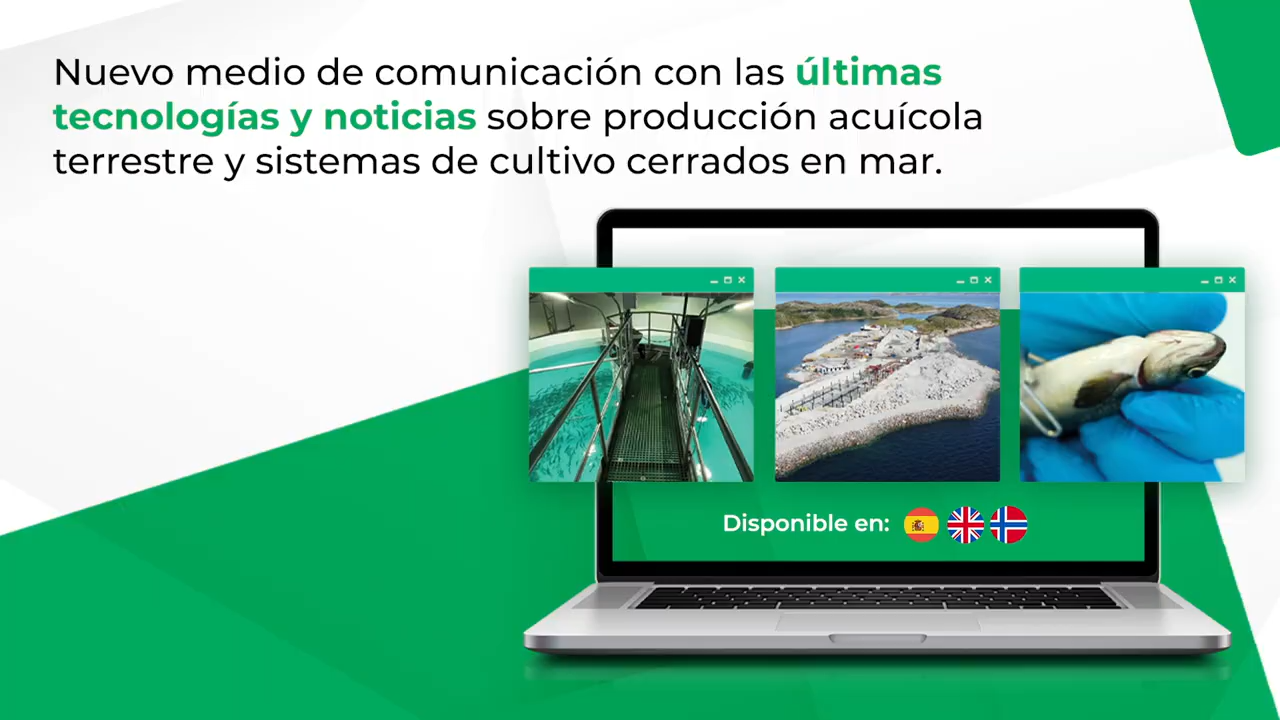 Nuevo medio de comunicación con las últimas
tecnologías y noticias sobre producción acuícola
terrestre y sistemas de cultivo cerrados en mar.
Disponible en: